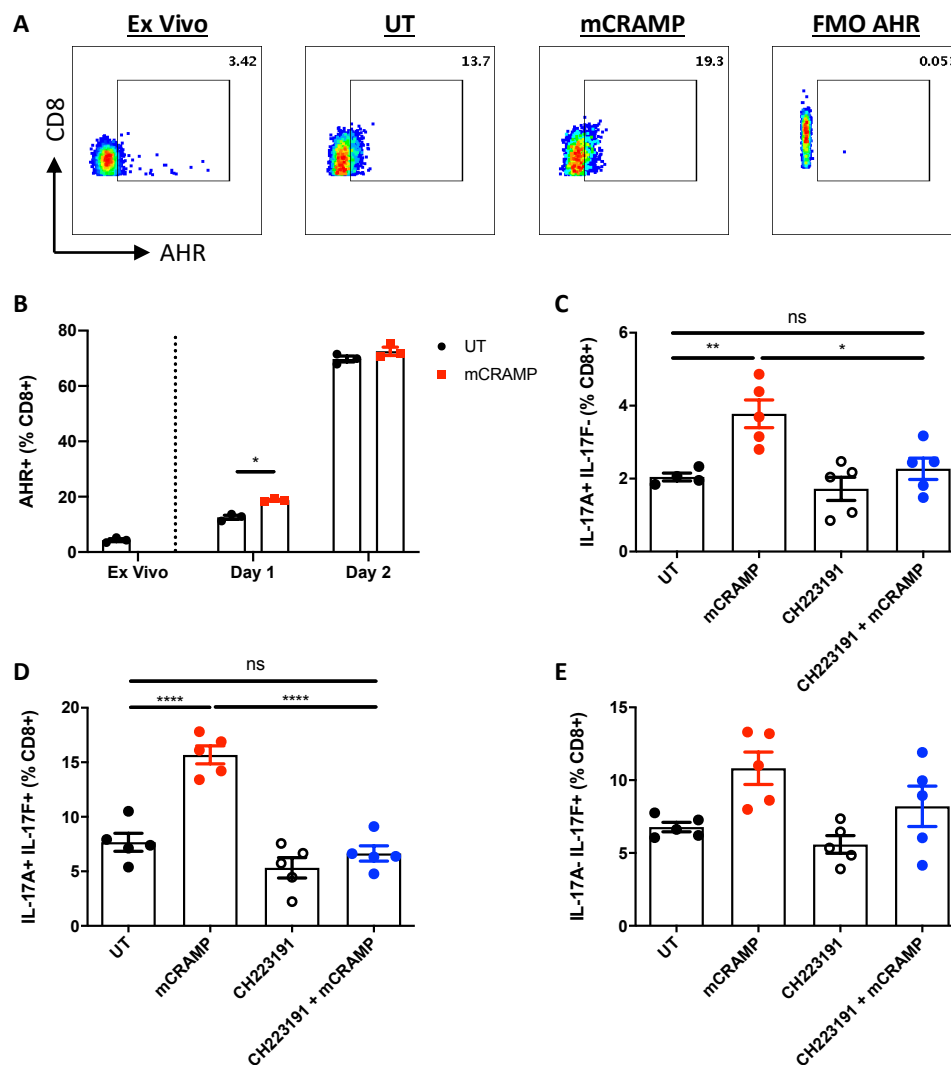 A
Ex Vivo
UT
mCRAMP
FMO AHR
3.42
13.7
19.3
0.053
CD8
AHR
B
AHR+ (% CD8+)
80
60
40
20
0
*
Ex Vivo
Day 1
Day 2
UT
mCRAMP
C
IL-17A+ IL-17F- (% CD8+)
6
4
2
0
ns
**
*
UT
mCRAMP
CH223191
CH223191 + mCRAMP
D
IL-17A+ IL-17F+ (% CD8+)
20
15
10
5
0
ns
****
****
UT
mCRAMP
CH223191
CH223191 + mCRAMP
E
IL-17A- IL-17F+ (% CD8+)
15
10
5
0
UT
mCRAMP
CH223191
CH223191 + mCRAMP